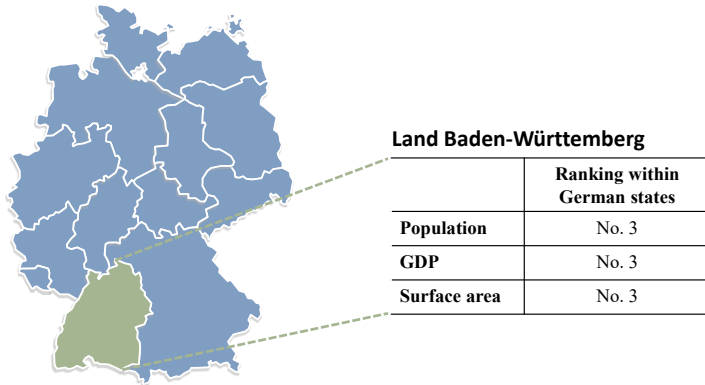 Land Baden-Württemberg
Ranking within
German states
Population No. 3
GDP No. 3
Surface area No. 3